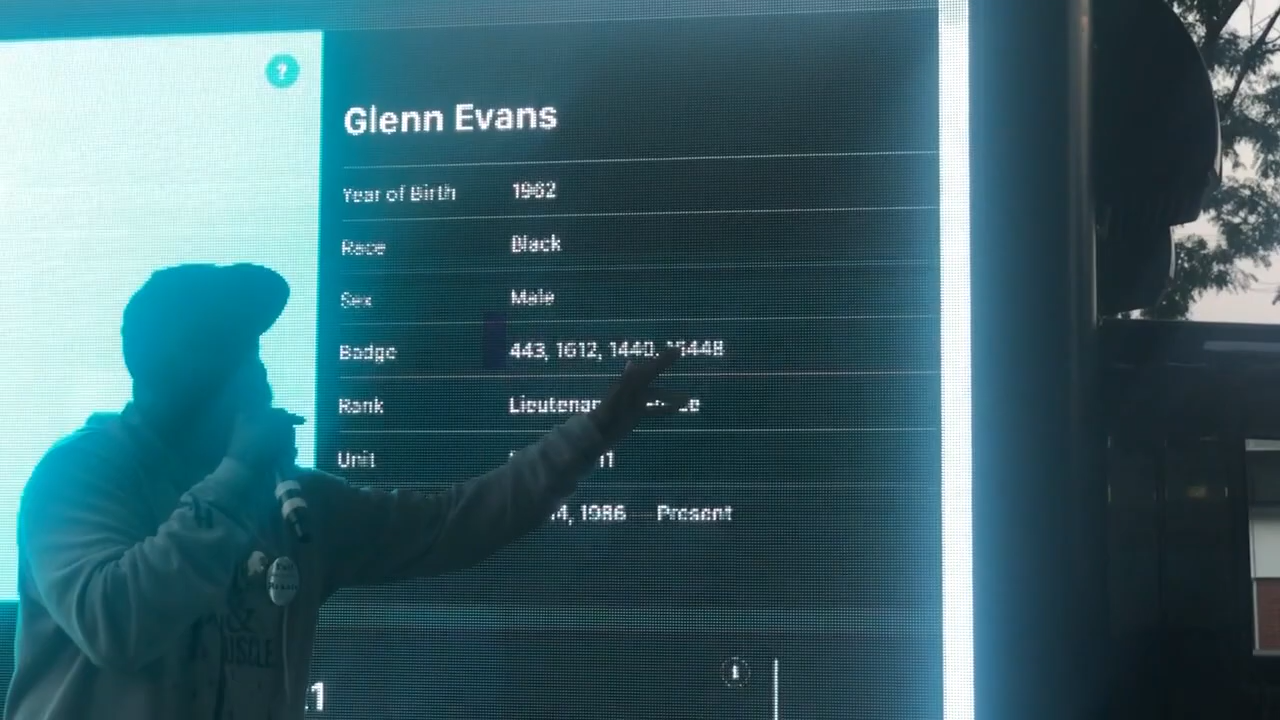 ?
Glenn Evans
Year of Birth 1962
Race Black
Sex Male
Badge 443, 1612, 1440,
Rank
Unit
1986 Present